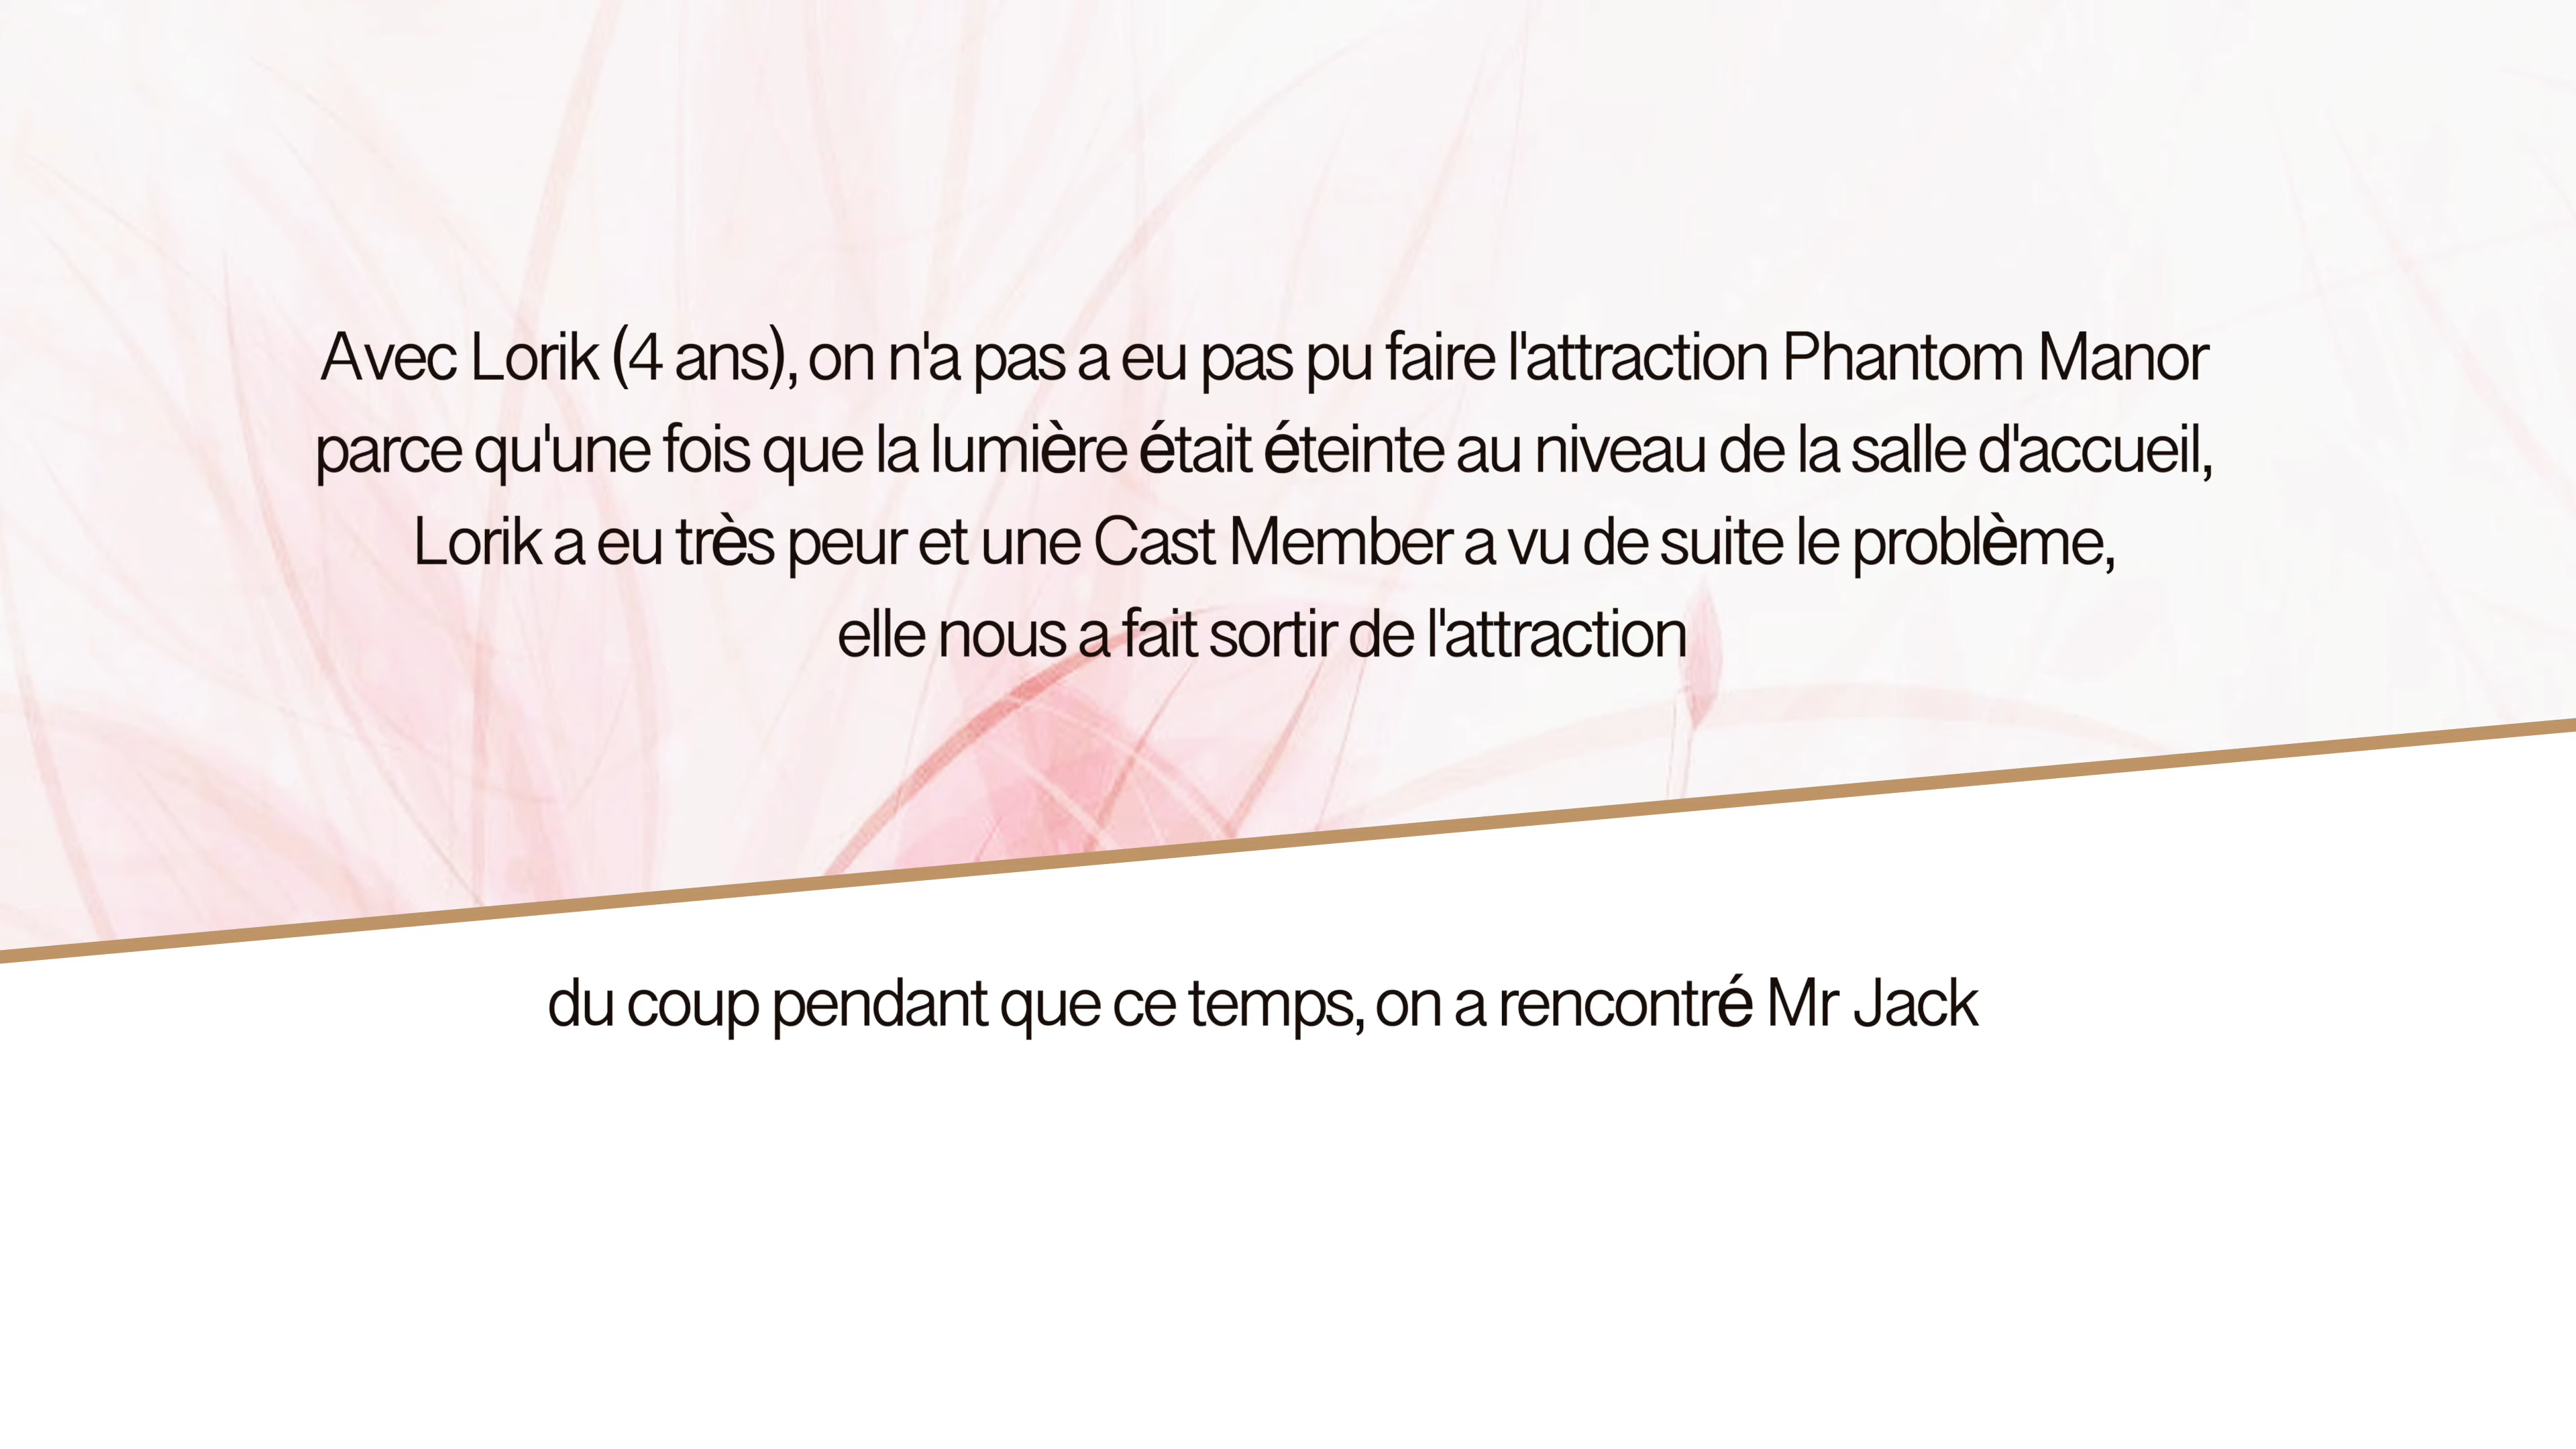 Avec Lorik (4 ans), on n'a pas a eu pas pu faire l'attraction Phantom Manor
parce qu'une fois que la lumière était éteinte au niveau de la salle d'accueil,
Lorik a eu très peur et une Cast Member a vu de suite le problème,
elle nous a fait sortir de l'attraction
du coup pendant que ce temps, on a rencontré Mr Jack